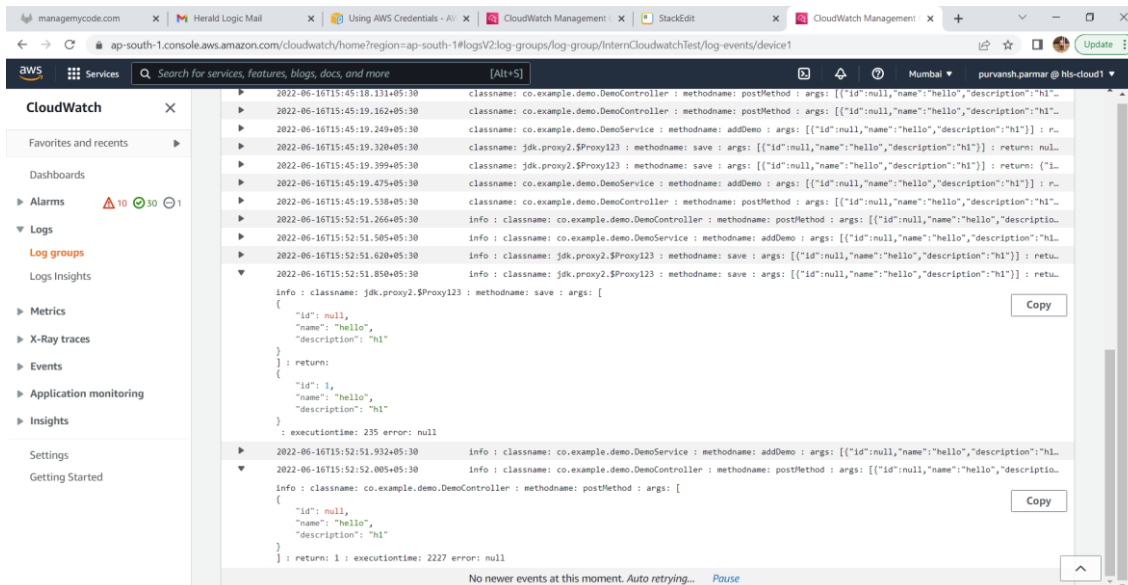 managemycode.com
Herald Logic Mail
Using AWS Credentials - AW
CloudWatch Management C
StackEdit
CloudWatch Management C
ap-south-1.console.aws.amazon.com/cloudwatch/home?region=ap-south-1#logsV2:log-groups/log-group/InternCloudwatchTest/log-events/device1
Update
aws
Services
Search for services, features, blogs, docs, and more [Alt+S]
Mumbai
purvansh.parmar @ hls-cloud1
CloudWatch
Favorites and recents
Dashboards
Alarms 10 30 1
Logs
Log groups
Logs Insights
Metrics
X-Ray traces
Events
Application monitoring
Insights
Settings
Getting Started
2022-06-16T15:45:18.131+05:30 classname: co.example.demo.DemoController : methodname: postMethod : args: [{"id":null,"name":"hello","description":"h1"…
2022-06-16T15:45:19.162+05:30 classname: co.example.demo.DemoController : methodname: postMethod : args: [{"id":null,"name":"hello","description":"h1"…
2022-06-16T15:45:19.249+05:30 classname: co.example.demo.DemoService : methodname: addDemo : args: [{"id":null,"name":"hello","description":"h1"}] : r…
2022-06-16T15:45:19.320+05:30 classname: jdk.proxy2.$Proxy123 : methodname: save : args: [{"id":null,"name":"hello","description":"h1"}] : return: nul…
2022-06-16T15:45:19.399+05:30 classname: jdk.proxy2.$Proxy123 : methodname: save : args: [{"id":null,"name":"hello","description":"h1"}] : return: {"i…
2022-06-16T15:45:19.475+05:30 classname: co.example.demo.DemoService : methodname: addDemo : args: [{"id":null,"name":"hello","description":"h1"}] : r…
2022-06-16T15:45:19.538+05:30 classname: co.example.demo.DemoController : methodname: postMethod : args: [{"id":null,"name":"hello","description":"h1"…
2022-06-16T15:52:51.266+05:30 info : classname: co.example.demo.DemoController : methodname: postMethod : args: [{"id":null,"name":"hello","descriptio…
2022-06-16T15:52:51.505+05:30 info : classname: co.example.demo.DemoService : methodname: addDemo : args: [{"id":null,"name":"hello","description":"h1…
2022-06-16T15:52:51.620+05:30 info : classname: jdk.proxy2.$Proxy123 : methodname: save : args: [{"id":null,"name":"hello","description":"h1"}] : retu…
2022-06-16T15:52:51.850+05:30 info : classname: jdk.proxy2.$Proxy123 : methodname: save : args: [{"id":null,"name":"hello","description":"h1"}] : retu…
info : classname: jdk.proxy2.$Proxy123 : methodname: save : args: [
Copy
{
"id": null,
"name": "hello",
"description": "h1"
}
] : return:
{
"id": 1,
"name": "hello",
"description": "h1"
}
: executiontime: 235 error: null
2022-06-16T15:52:51.932+05:30 info : classname: co.example.demo.DemoService : methodname: addDemo : args: [{"id":null,"name":"hello","description":"h1…
2022-06-16T15:52:52.005+05:30 info : classname: co.example.demo.DemoController : methodname: postMethod : args: [{"id":null,"name":"hello","descriptio…
info : classname: co.example.demo.DemoController : methodname: postMethod : args: [
Copy
{
"id": null,
"name": "hello",
"description": "h1"
}
] : return: 1 : executiontime: 2227 error: null
No newer events at this moment. Auto retrying... Pause